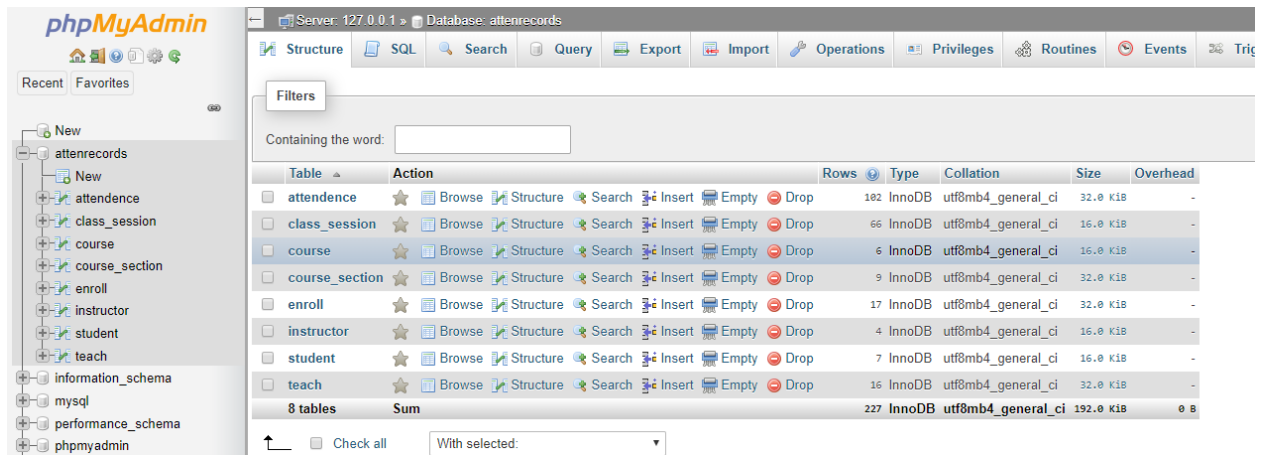 phpMyAdmin
Recent Favorites
New
attenrecords
New
attendence
class_session
course
course_section
enroll
instructor
student
teach
information_schema
mysql
performance_schema
phpmyadmin
Server: 127.0.0.1 » Database: attenrecords
Structure SQL Search Query Export Import Operations Privileges Routines Events Trig
Filters
Containing the word:
Table Action Rows Type Collation Size Overhead
attendence Browse Structure Search Insert Empty Drop 102 InnoDB utf8mb4_general_ci 32.0 KiB -
class_session Browse Structure Search Insert Empty Drop 66 InnoDB utf8mb4_general_ci 16.0 KiB -
course Browse Structure Search Insert Empty Drop 6 InnoDB utf8mb4_general_ci 16.0 KiB -
course_section Browse Structure Search Insert Empty Drop 9 InnoDB utf8mb4_general_ci 32.0 KiB -
enroll Browse Structure Search Insert Empty Drop 17 InnoDB utf8mb4_general_ci 32.0 KiB -
instructor Browse Structure Search Insert Empty Drop 4 InnoDB utf8mb4_general_ci 16.0 KiB -
student Browse Structure Search Insert Empty Drop 7 InnoDB utf8mb4_general_ci 16.0 KiB -
teach Browse Structure Search Insert Empty Drop 16 InnoDB utf8mb4_general_ci 32.0 KiB -
8 tables Sum 227 InnoDB utf8mb4_general_ci 192.0 KiB 0 B
Check all With selected: